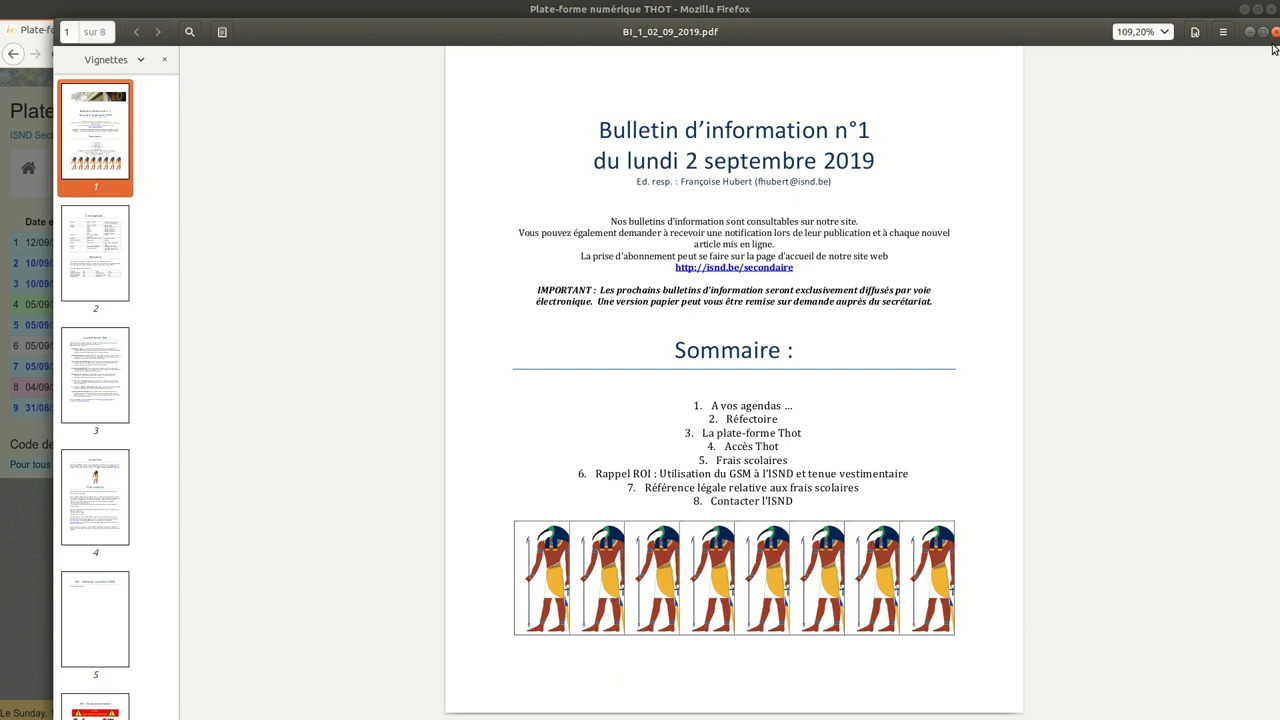 Plate-forme numérique THOT - Mozilla Firefox
1 sur 8
BI_1_02_09_2019.pdf
109,20%
Plate-fo
Vignettes
Plate
ISND Sect
Date e
1 12/09/
2 10/09/
3 10/09/
4 05/09/
5 05/09/
6 05/09/
7 05/09/
8 04/09/
9 31/08/
Code de
Pour tous
Le Sunday, 1
1
2
3
4
5
Bulletin d’information n°1
du lundi 2 septembre 2019
Ed. resp. : Françoise Hubert (fhubert@isnd.be)
Nos bulletins d’information sont consultables sur notre site.
Vous pouvez également demander à recevoir une notification lors de leur publication et à chaque nouvel
article mis en ligne.
La prise d’abonnement peut se faire sur la page d’accueil de notre site web
http://isnd.be/secondaire
IMPORTANT : Les prochains bulletins d’information seront exclusivement diffusés par voie
électronique. Une version papier peut vous être remise sur demande auprès du secrétariat.
Sommaire :
1. A vos agendas ...
2. Réfectoire
3. La plate-forme Thot
4. Accès Thot
5. Frais scolaires
6. Rappel ROI : Utilisation du GSM à l’ISND et tenue vestimentaire
7. Référence légale relative aux frais scolaires
8. Contacter l’ISND